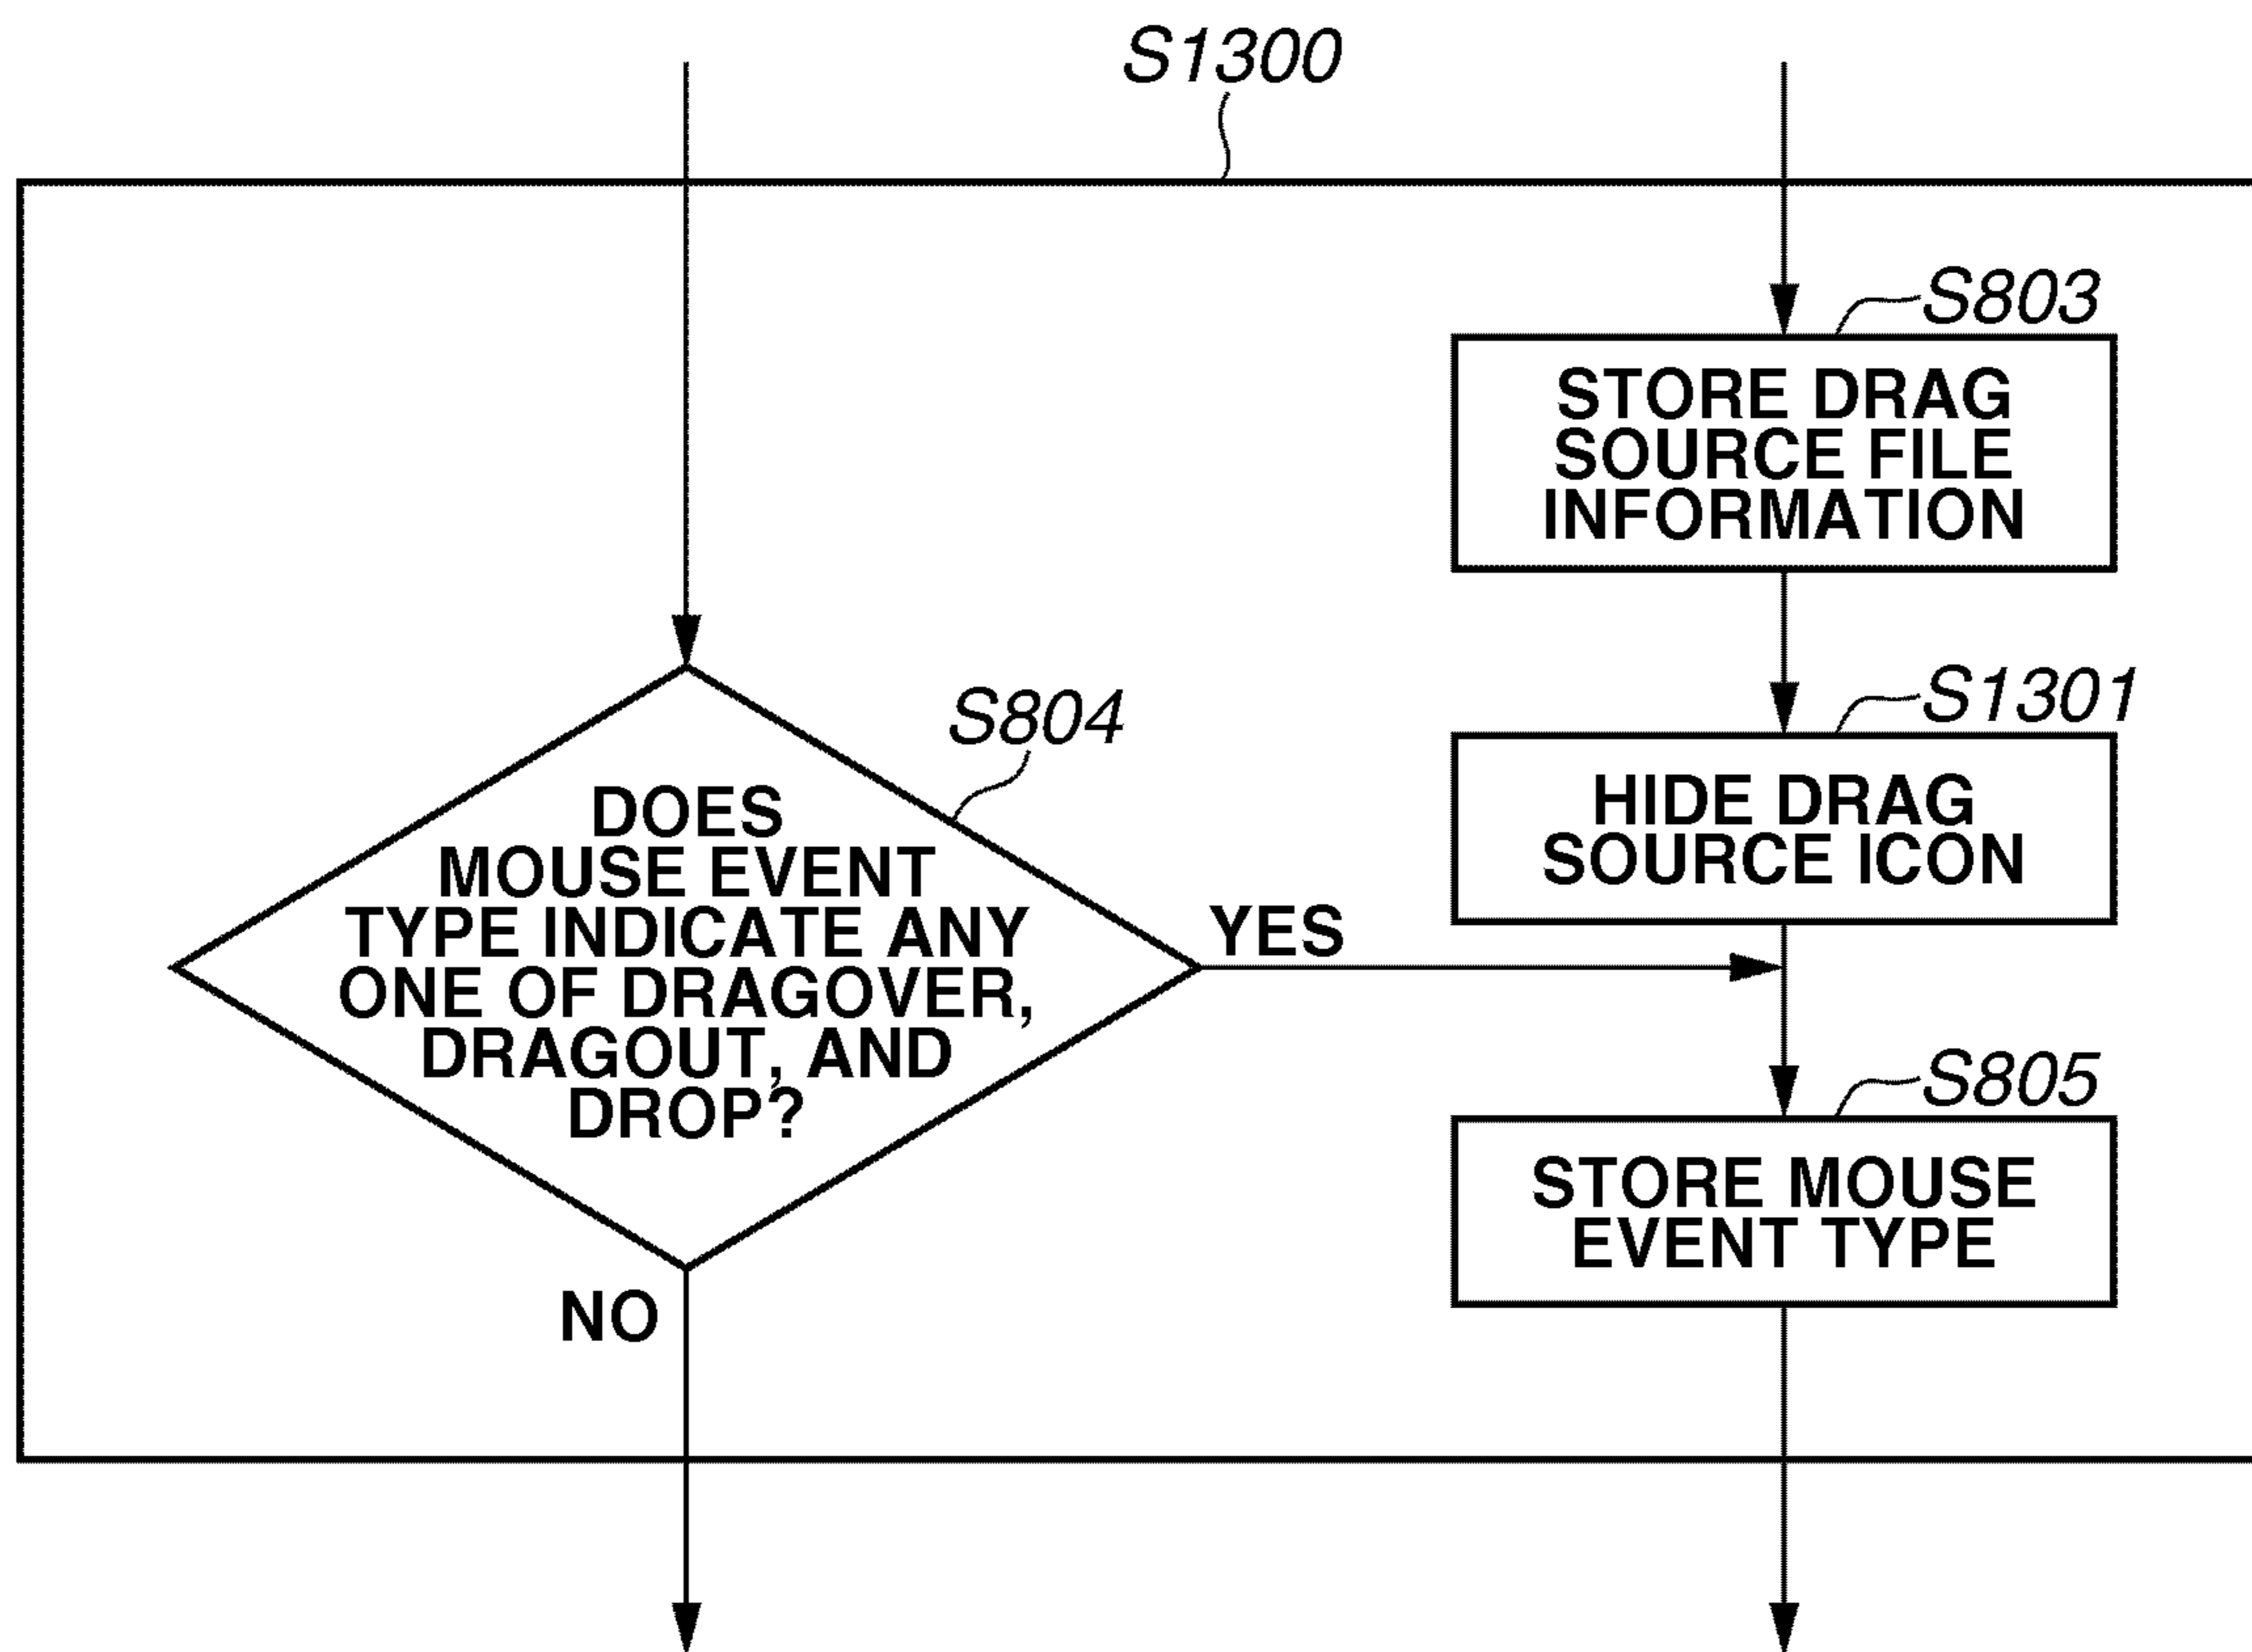 S1300
S803
STORE DRAG
SOURCE FILE
INFORMATION
S804
DOES
MOUSE EVENT
TYPE INDICATE ANY
ONE OF DRAGOVER,
DRAGOUT, AND
DROP?
YES
NO
S1301
HIDE DRAG
SOURCE ICON
S805
STORE MOUSE
EVENT TYPE